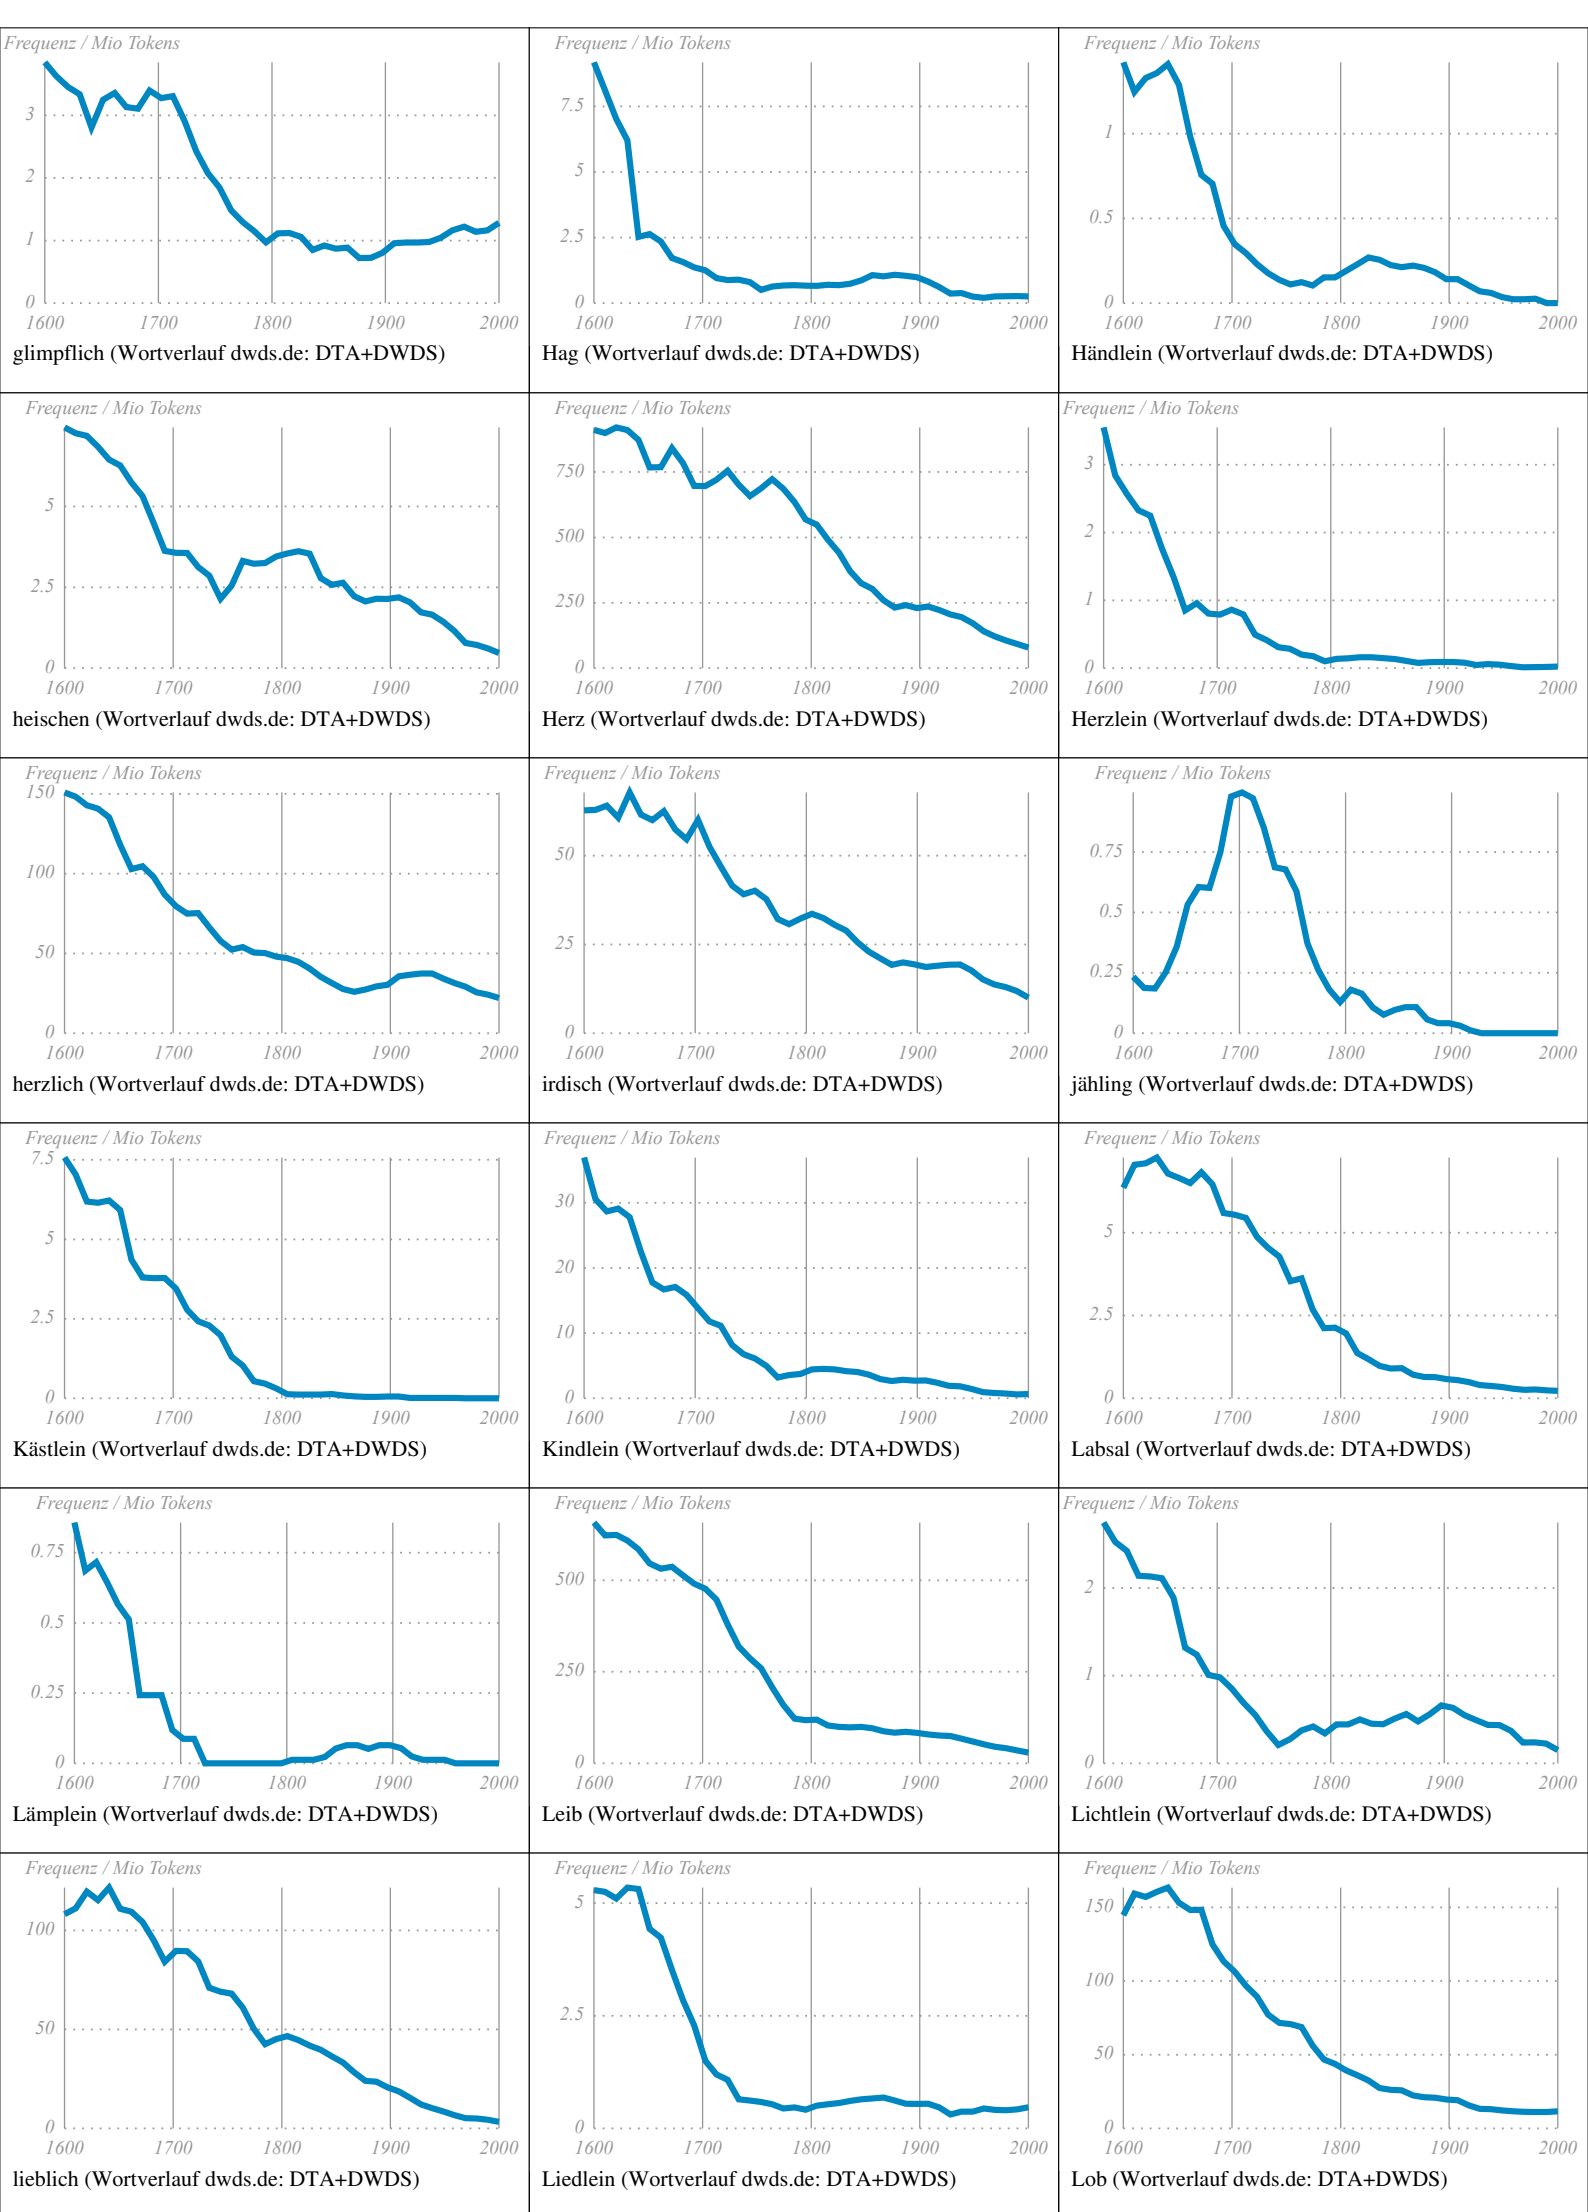 Frequenz / Mio Tokens
3
2
1
0
1600 1700 1800 1900 2000
glimpflich (Wortverlauf dwds.de: DTA+DWDS)
Frequenz / Mio Tokens
7.5
5
2.5
0
1600 1700 1800 1900 2000
Hag (Wortverlauf dwds.de: DTA+DWDS)
Frequenz / Mio Tokens
1
0.5
0
1600 1700 1800 1900 2000
Händlein (Wortverlauf dwds.de: DTA+DWDS)
Frequenz / Mio Tokens
5
2.5
0
1600 1700 1800 1900 2000
heischen (Wortverlauf dwds.de: DTA+DWDS)
Frequenz / Mio Tokens
750
500
250
0
1600 1700 1800 1900 2000
Herz (Wortverlauf dwds.de: DTA+DWDS)
Frequenz / Mio Tokens
3
2
1
0
1600 1700 1800 1900 2000
Herzlein (Wortverlauf dwds.de: DTA+DWDS)
Frequenz / Mio Tokens
150
100
50
0
1600 1700 1800 1900 2000
herzlich (Wortverlauf dwds.de: DTA+DWDS)
Frequenz / Mio Tokens
50
25
0
1600 1700 1800 1900 2000
irdisch (Wortverlauf dwds.de: DTA+DWDS)
Frequenz / Mio Tokens
0.75
0.5
0.25
0
1600 1700 1800 1900 2000
jähling (Wortverlauf dwds.de: DTA+DWDS)
Frequenz / Mio Tokens
7.5
5
2.5
0
1600 1700 1800 1900 2000
Kästlein (Wortverlauf dwds.de: DTA+DWDS)
Frequenz / Mio Tokens
30
20
10
0
1600 1700 1800 1900 2000
Kindlein (Wortverlauf dwds.de: DTA+DWDS)
Frequenz / Mio Tokens
5
2.5
0
1600 1700 1800 1900 2000
Labsal (Wortverlauf dwds.de: DTA+DWDS)
Frequenz / Mio Tokens
0.75
0.5
0.25
0
1600 1700 1800 1900 2000
Lämplein (Wortverlauf dwds.de: DTA+DWDS)
Frequenz / Mio Tokens
500
250
0
1600 1700 1800 1900 2000
Leib (Wortverlauf dwds.de: DTA+DWDS)
Frequenz / Mio Tokens
2
1
0
1600 1700 1800 1900 2000
Lichtlein (Wortverlauf dwds.de: DTA+DWDS)
Frequenz / Mio Tokens
100
50
0
1600 1700 1800 1900 2000
lieblich (Wortverlauf dwds.de: DTA+DWDS)
Frequenz / Mio Tokens
5
2.5
0
1600 1700 1800 1900 2000
Liedlein (Wortverlauf dwds.de: DTA+DWDS)
Frequenz / Mio Tokens
150
100
50
0
1600 1700 1800 1900 2000
Lob (Wortverlauf dwds.de: DTA+DWDS)